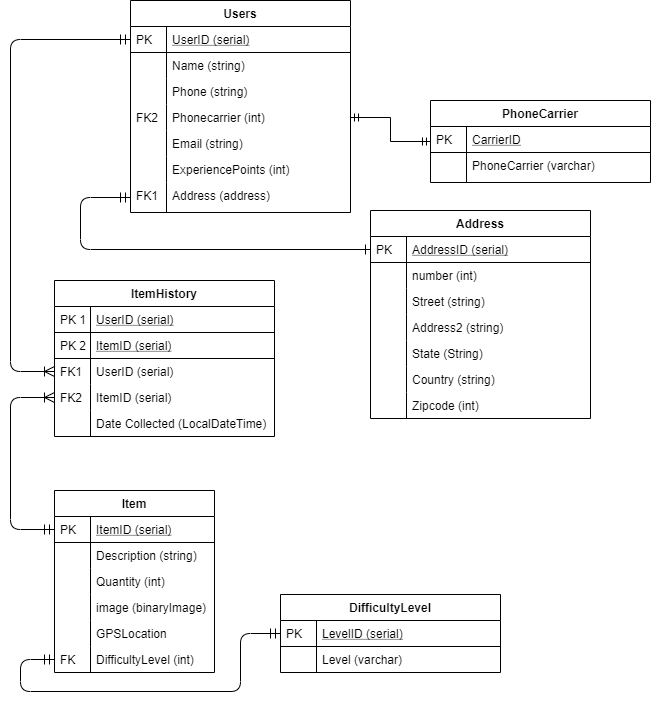 Users
PK UserID (serial)
Name (string)
Phone (string)
FK2 Phonecarrier (int)
Email (string)
ExperiencePoints (int)
FK1 Address (address)
PhoneCarrier
PK CarrierID
PhoneCarrier (varchar)
Address
PK AddressID (serial)
number (int)
Street (string)
Address2 (string)
State (String)
Country (string)
Zipcode (int)
ItemHistory
PK 1 UserID (serial)
PK 2 ItemID (serial)
FK1 UserID (serial)
FK2 ItemID (serial)
Date Collected (LocalDateTime)
Item
PK ItemID (serial)
Description (string)
Quantity (int)
image (binaryImage)
GPSLocation
FK DifficultyLevel (int)
DifficultyLevel
PK LevelID (serial)
Level (varchar)